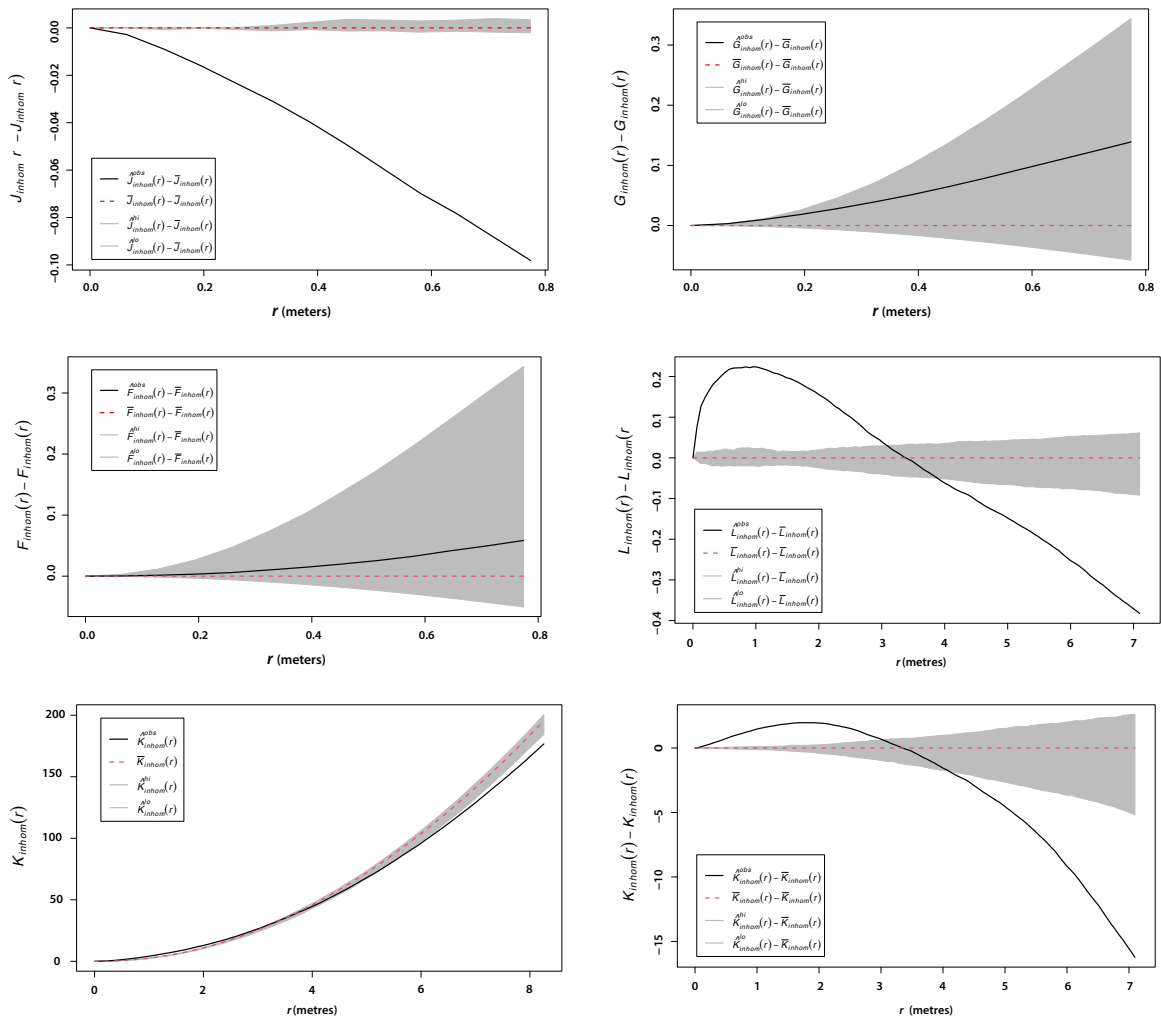 J_inhom r − J_inhom r)
0.00
−0.02
−0.04
−0.06
−0.08
−0.10
Ĵ^obs_inhom(r) − J̅_inhom(r)
J̅_inhom(r) − J̅_inhom(r)
Ĵ^hi_inhom(r) − J̅_inhom(r)
Ĵ^lo_inhom(r) − J̅_inhom(r)
0.0 0.2 0.4 0.6 0.8
r (meters)
G_inhom(r) − G_inhom(r)
0.3
0.2
0.1
0.0
Ĝ^obs_inhom(r) − G̅_inhom(r)
G̅_inhom(r) − G̅_inhom(r)
Ĝ^hi_inhom(r) − G̅_inhom(r)
Ĝ^lo_inhom(r) − G̅_inhom(r)
0.0 0.2 0.4 0.6 0.8
r (meters)
F_inhom(r) − F_inhom(r)
0.3
0.2
0.1
0.0
F̂^obs_inhom(r) − F̅_inhom(r)
F̅_inhom(r) − F̅_inhom(r)
F̂^hi_inhom(r) − F̅_inhom(r)
F̂^lo_inhom(r) − F̅_inhom(r)
0.0 0.2 0.4 0.6 0.8
r (meters)
L_inhom(r) − L_inhom(r
0.2
0.1
0.0
−0.1
−0.2
−0.3
−0.4
L̂^obs_inhom(r) − L̅_inhom(r)
L̅_inhom(r) − L̅_inhom(r)
L̂^hi_inhom(r) − L̅_inhom(r)
L̂^lo_inhom(r) − L̅_inhom(r)
0 1 2 3 4 5 6 7
r (metres)
K_inhom(r)
200
150
100
50
0
K̂^obs_inhom(r)
K̅_inhom(r)
K̂^hi_inhom(r)
K̂^lo_inhom(r)
0 2 4 6 8
r (metres)
K_inhom(r) − K_inhom(r)
0
−5
−10
−15
K̂^obs_inhom(r) − K̅_inhom(r)
K̅_inhom(r) − K̅_inhom(r)
K̂^hi_inhom(r) − K̅_inhom(r)
K̂^lo_inhom(r) − K̅_inhom(r)
0 1 2 3 4 5 6 7
r (metres)